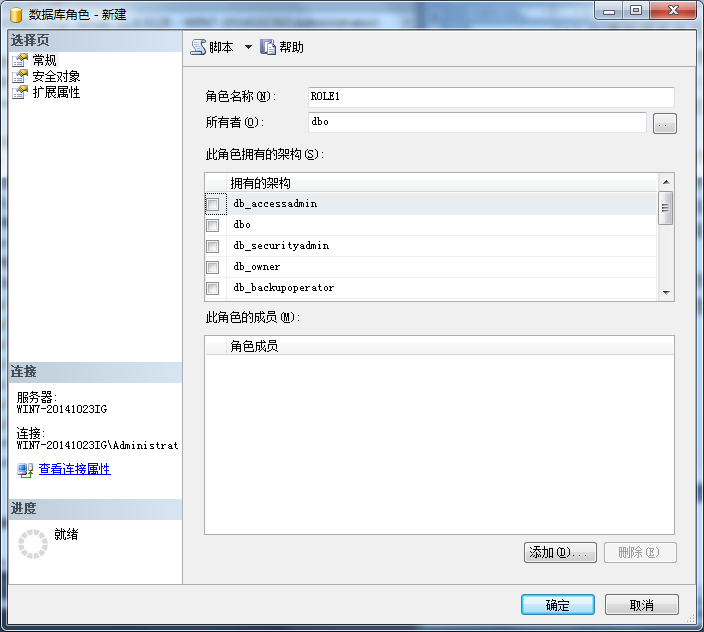 数据库角色 - 新建
选择页
常规
安全对象
扩展属性
脚本
帮助
角色名称(N):
ROLE1
所有者(O):
dbo
...
此角色拥有的架构(S):
拥有的架构
db_accessadmin
dbo
db_securityadmin
db_owner
db_backupoperator
此角色的成员(M):
角色成员
连接
服务器:
WIN7-20141023IG
连接:
WIN7-20141023IG\Administrat
查看连接属性
进度
就绪
添加(D)...
删除(E)
确定
取消